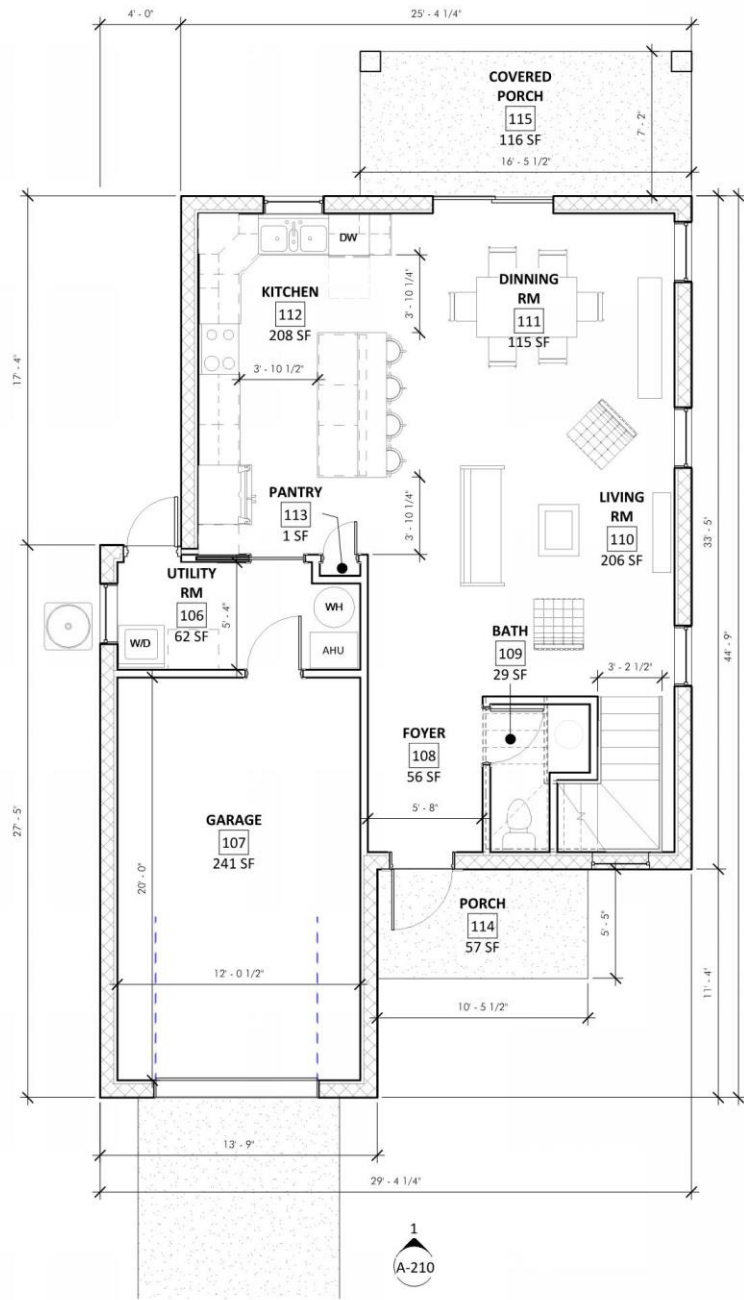 4' - 0"
25' - 4 1/4"
COVERED
PORCH
115
116 SF
7' - 2"
16' - 5 1/2"
DW
KITCHEN
112
208 SF
3' - 10 1/4"
DINNING
RM
111
115 SF
17' - 4"
3' - 10 1/2"
PANTRY
113
1 SF
3' - 10 1/4"
LIVING
RM
110
206 SF
33' - 5"
44' - 9"
UTILITY
RM
106
62 SF
5' - 4"
W/D
WH
AHU
BATH
109
29 SF
3' - 2 1/2"
FOYER
108
56 SF
5' - 8"
GARAGE
107
241 SF
27' - 5"
20' - 0"
12' - 0 1/2"
PORCH
114
57 SF
5' - 5"
10' - 5 1/2"
11' - 4"
13' - 9"
29' - 4 1/4"
1
A-210